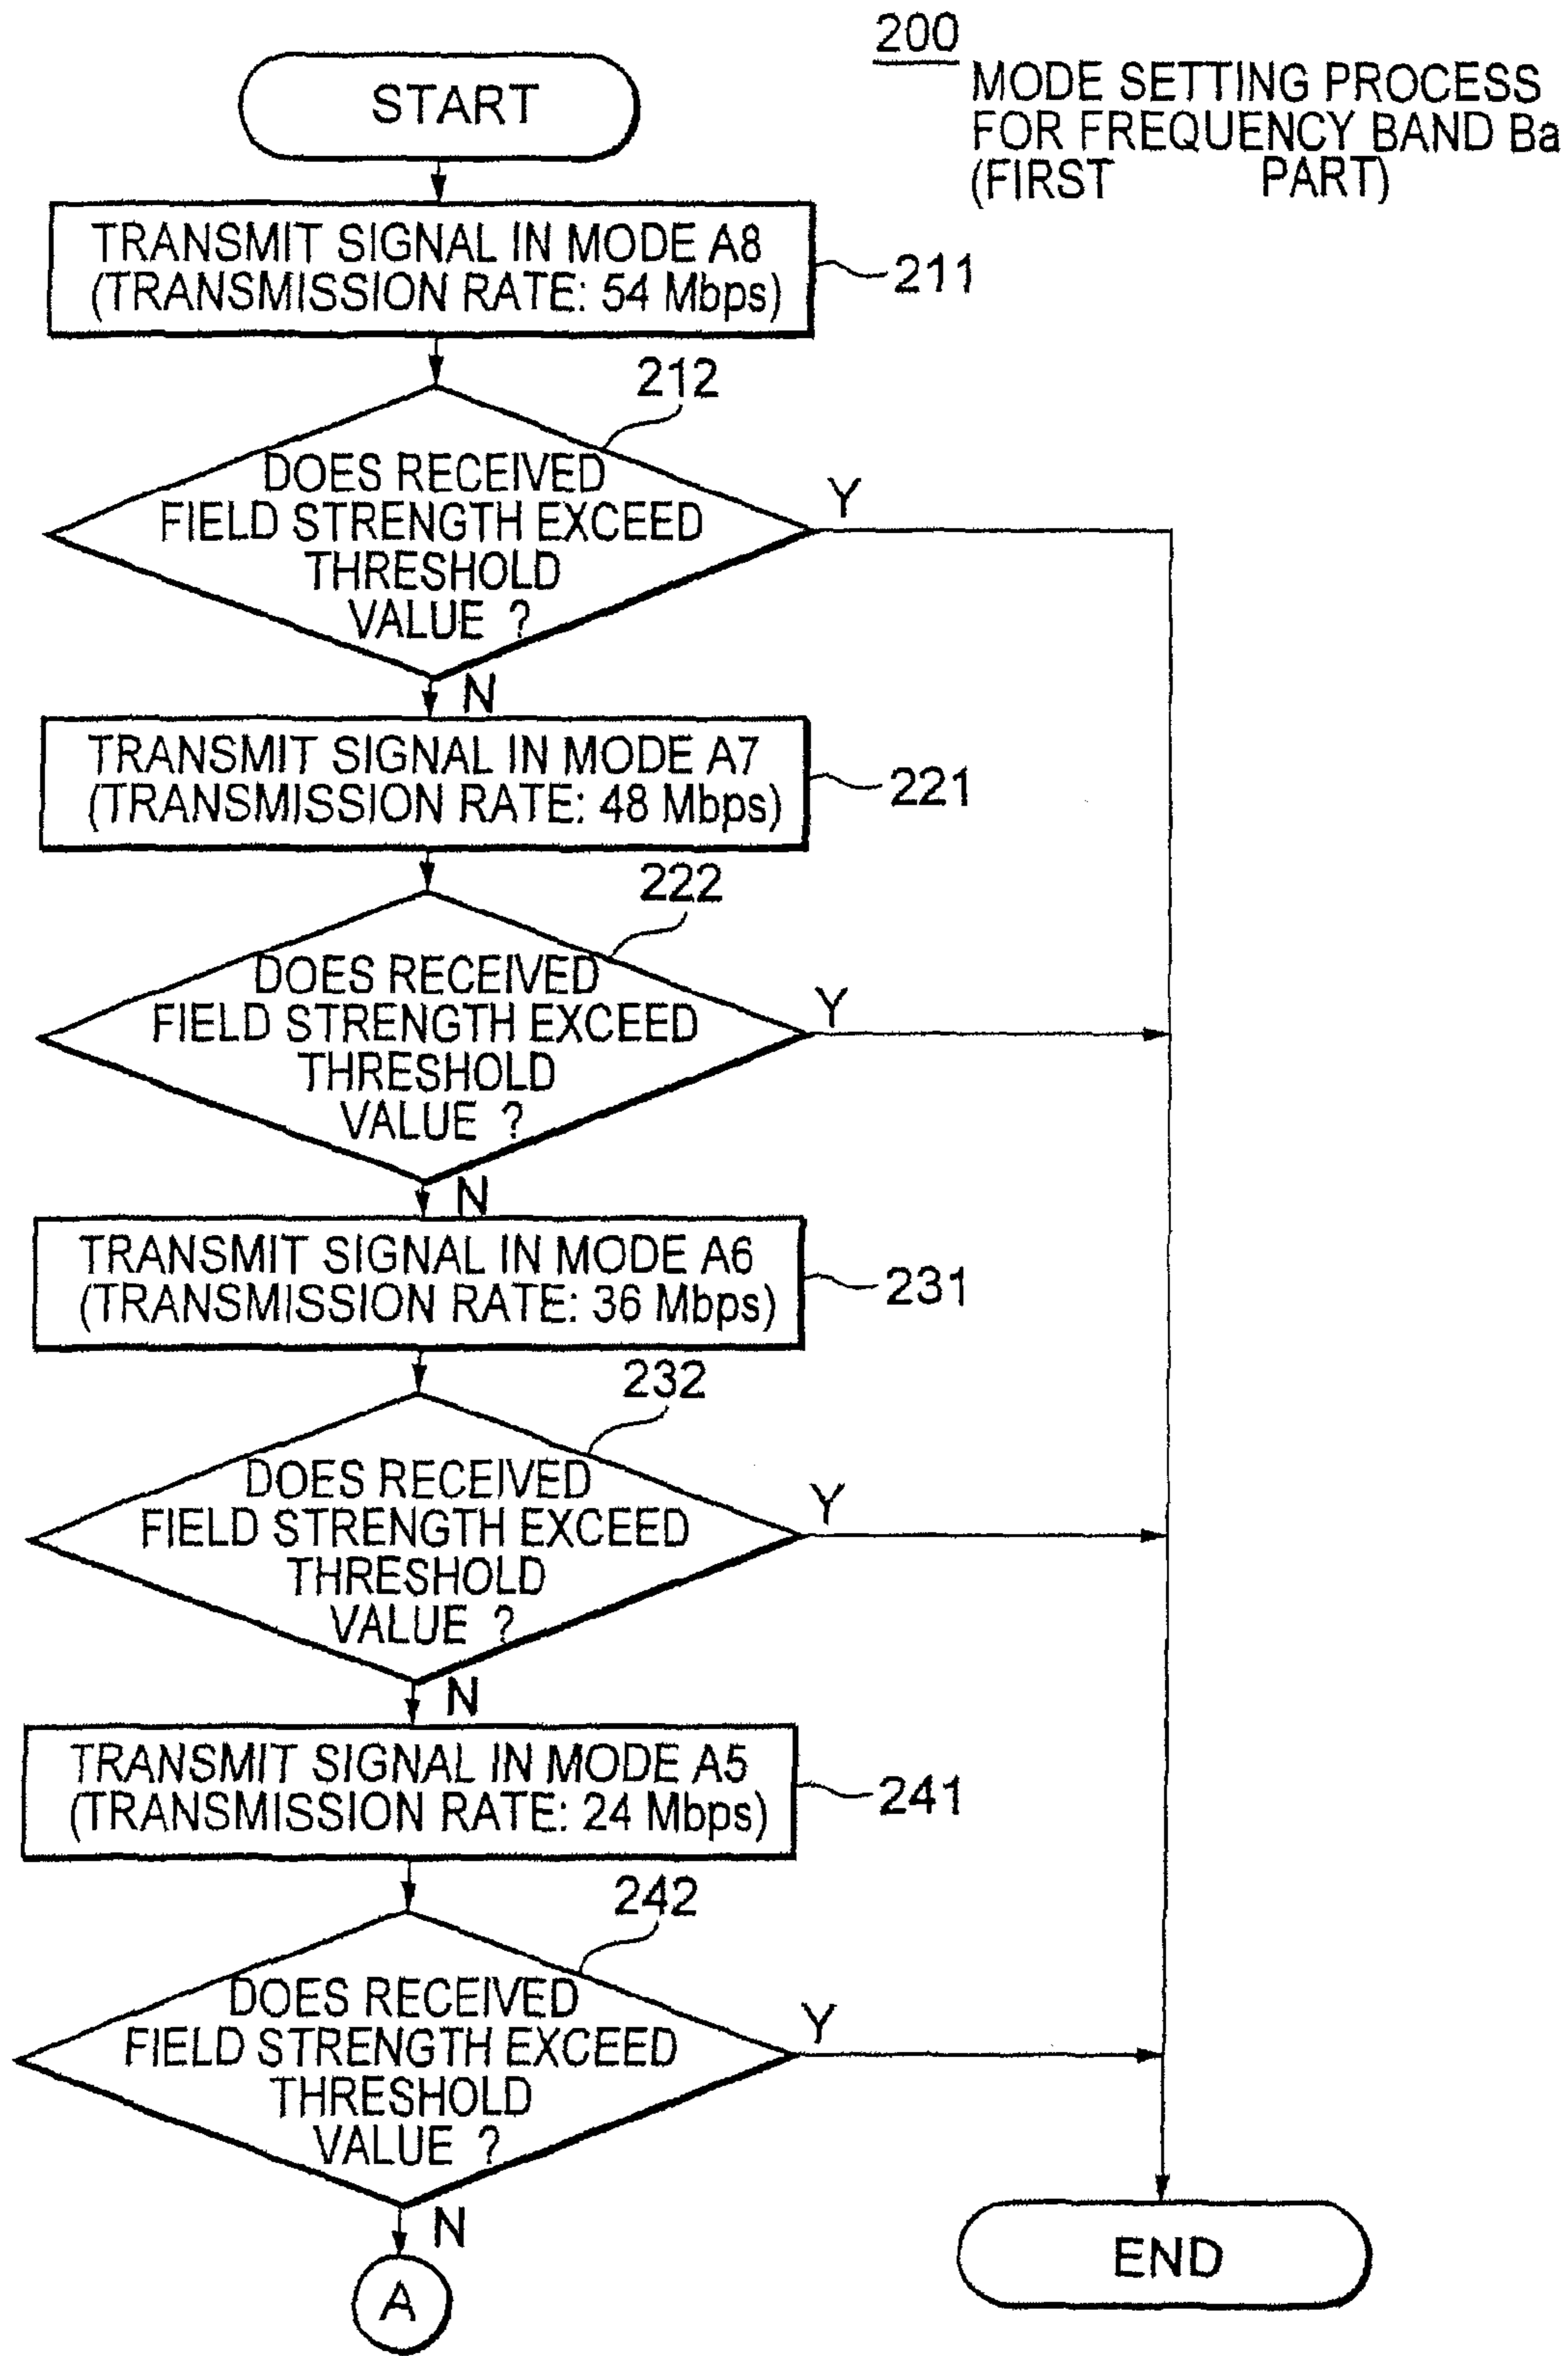 200
MODE SETTING PROCESS
FOR FREQUENCY BAND Ba
(FIRST PART)
START
TRANSMIT SIGNAL IN MODE A8
(TRANSMISSION RATE: 54 Mbps)
211
212
DOES RECEIVED
FIELD STRENGTH EXCEED
THRESHOLD
VALUE ?
Y
N
TRANSMIT SIGNAL IN MODE A7
(TRANSMISSION RATE: 48 Mbps)
221
222
DOES RECEIVED
FIELD STRENGTH EXCEED
THRESHOLD
VALUE ?
Y
N
TRANSMIT SIGNAL IN MODE A6
(TRANSMISSION RATE: 36 Mbps)
231
232
DOES RECEIVED
FIELD STRENGTH EXCEED
THRESHOLD
VALUE ?
Y
N
TRANSMIT SIGNAL IN MODE A5
(TRANSMISSION RATE: 24 Mbps)
241
242
DOES RECEIVED
FIELD STRENGTH EXCEED
THRESHOLD
VALUE ?
Y
N
A
END